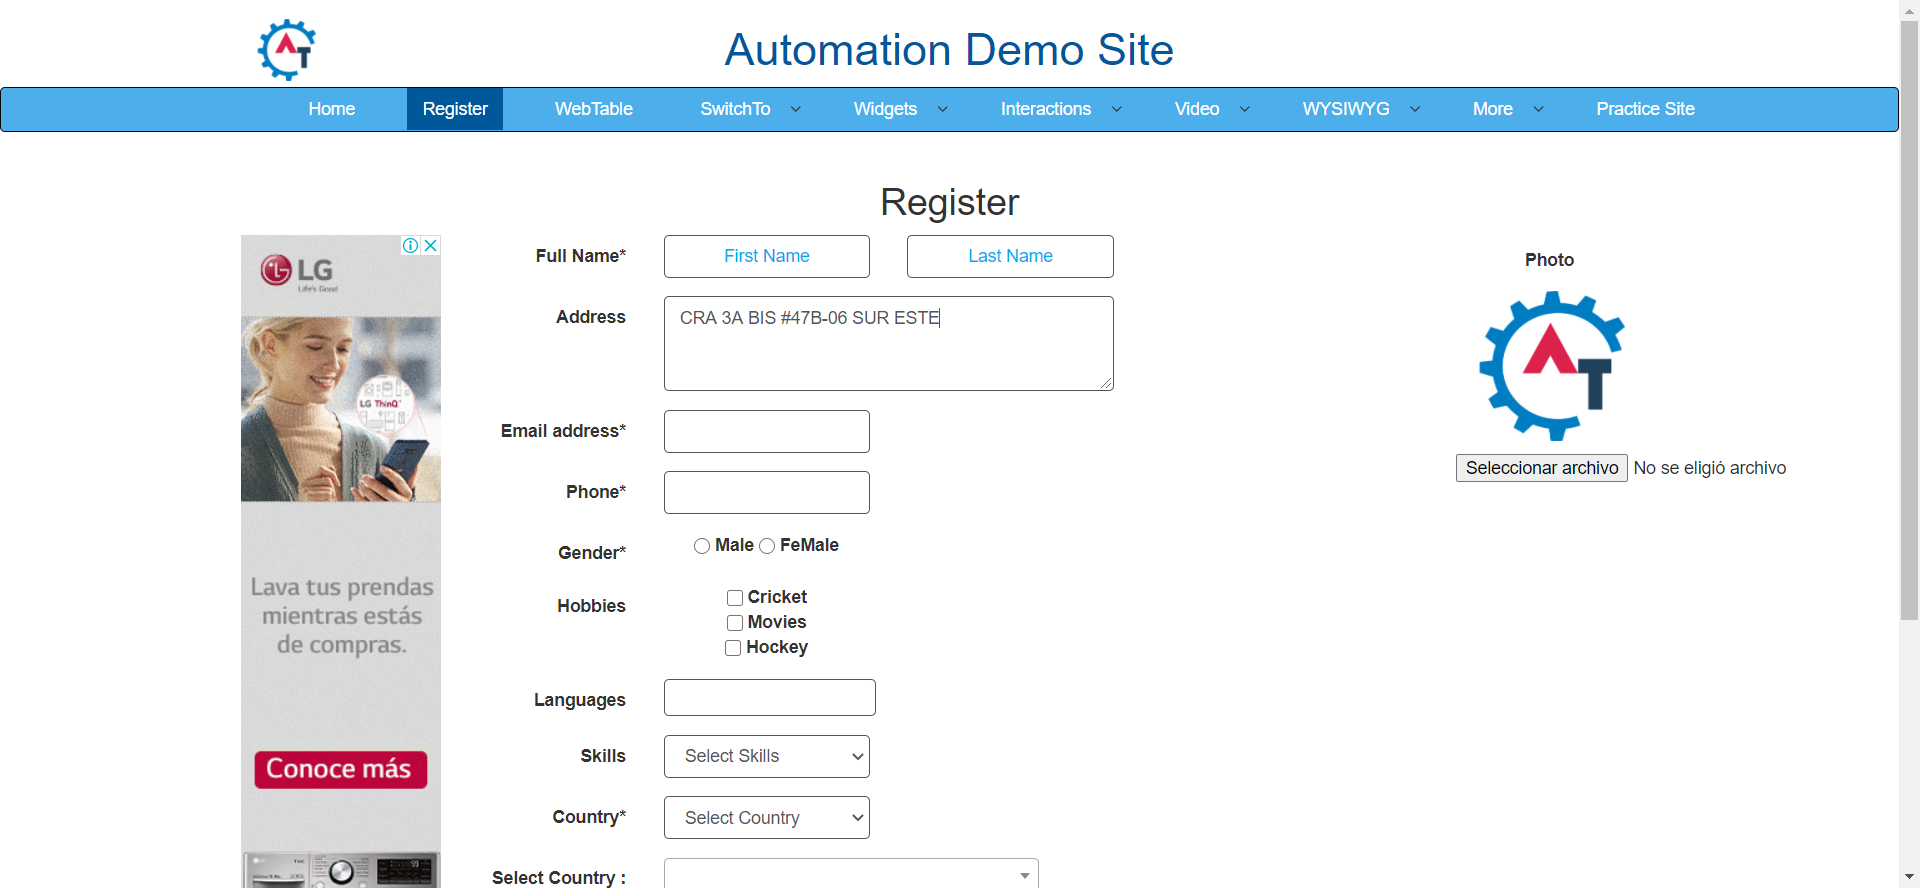 AT
Automation Demo Site
Home Register WebTable SwitchTo Widgets Interactions Video WYSIWYG More Practice Site
Register
LG
Life's Good
LG ThinQ
Lava tus prendas
mientras estás
de compras.
Conoce más
Full Name* First Name Last Name
Address CRA 3A BIS #47B-06 SUR ESTE
Email address*
Phone*
Gender* Male FeMale
Hobbies Cricket
Movies
Hockey
Languages
Skills Select Skills
Country* Select Country
Select Country :
Photo
AT
Seleccionar archivo No se eligió archivo